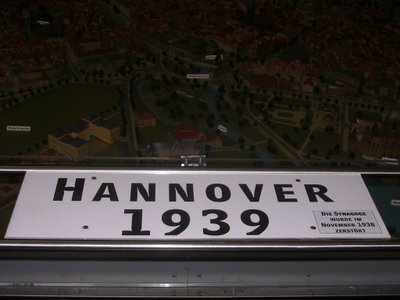 HANNOVER
1939
DIE SYNAGOGE
WURDE IM
NOVEMBER 1938
ZERSTÖRT